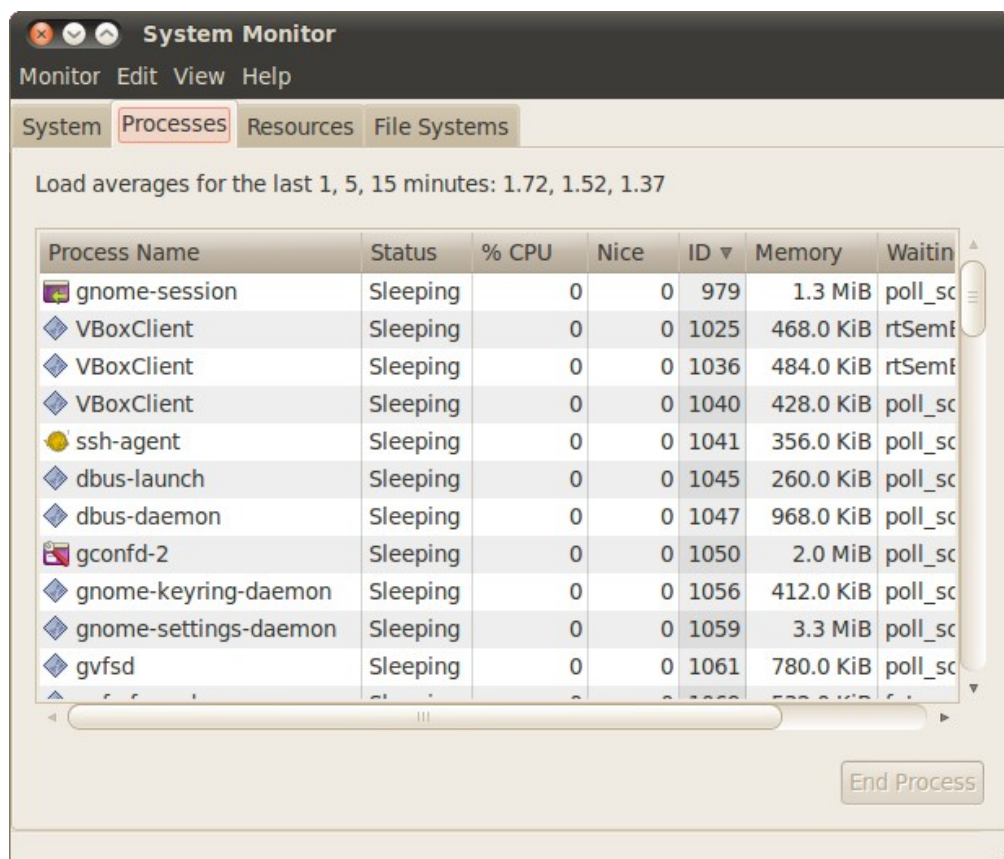 System Monitor
Monitor Edit View Help
System Processes Resources File Systems
Load averages for the last 1, 5, 15 minutes: 1.72, 1.52, 1.37
Process Name Status % CPU Nice ID Memory Waitin
gnome-session Sleeping 0 0 979 1.3 MiB poll_sc
VBoxClient Sleeping 0 0 1025 468.0 KiB rtSemE
VBoxClient Sleeping 0 0 1036 484.0 KiB rtSemE
VBoxClient Sleeping 0 0 1040 428.0 KiB poll_sc
ssh-agent Sleeping 0 0 1041 356.0 KiB poll_sc
dbus-launch Sleeping 0 0 1045 260.0 KiB poll_sc
dbus-daemon Sleeping 0 0 1047 968.0 KiB poll_sc
gconfd-2 Sleeping 0 0 1050 2.0 MiB poll_sc
gnome-keyring-daemon Sleeping 0 0 1056 412.0 KiB poll_sc
gnome-settings-daemon Sleeping 0 0 1059 3.3 MiB poll_sc
gvfsd Sleeping 0 0 1061 780.0 KiB poll_sc
End Process